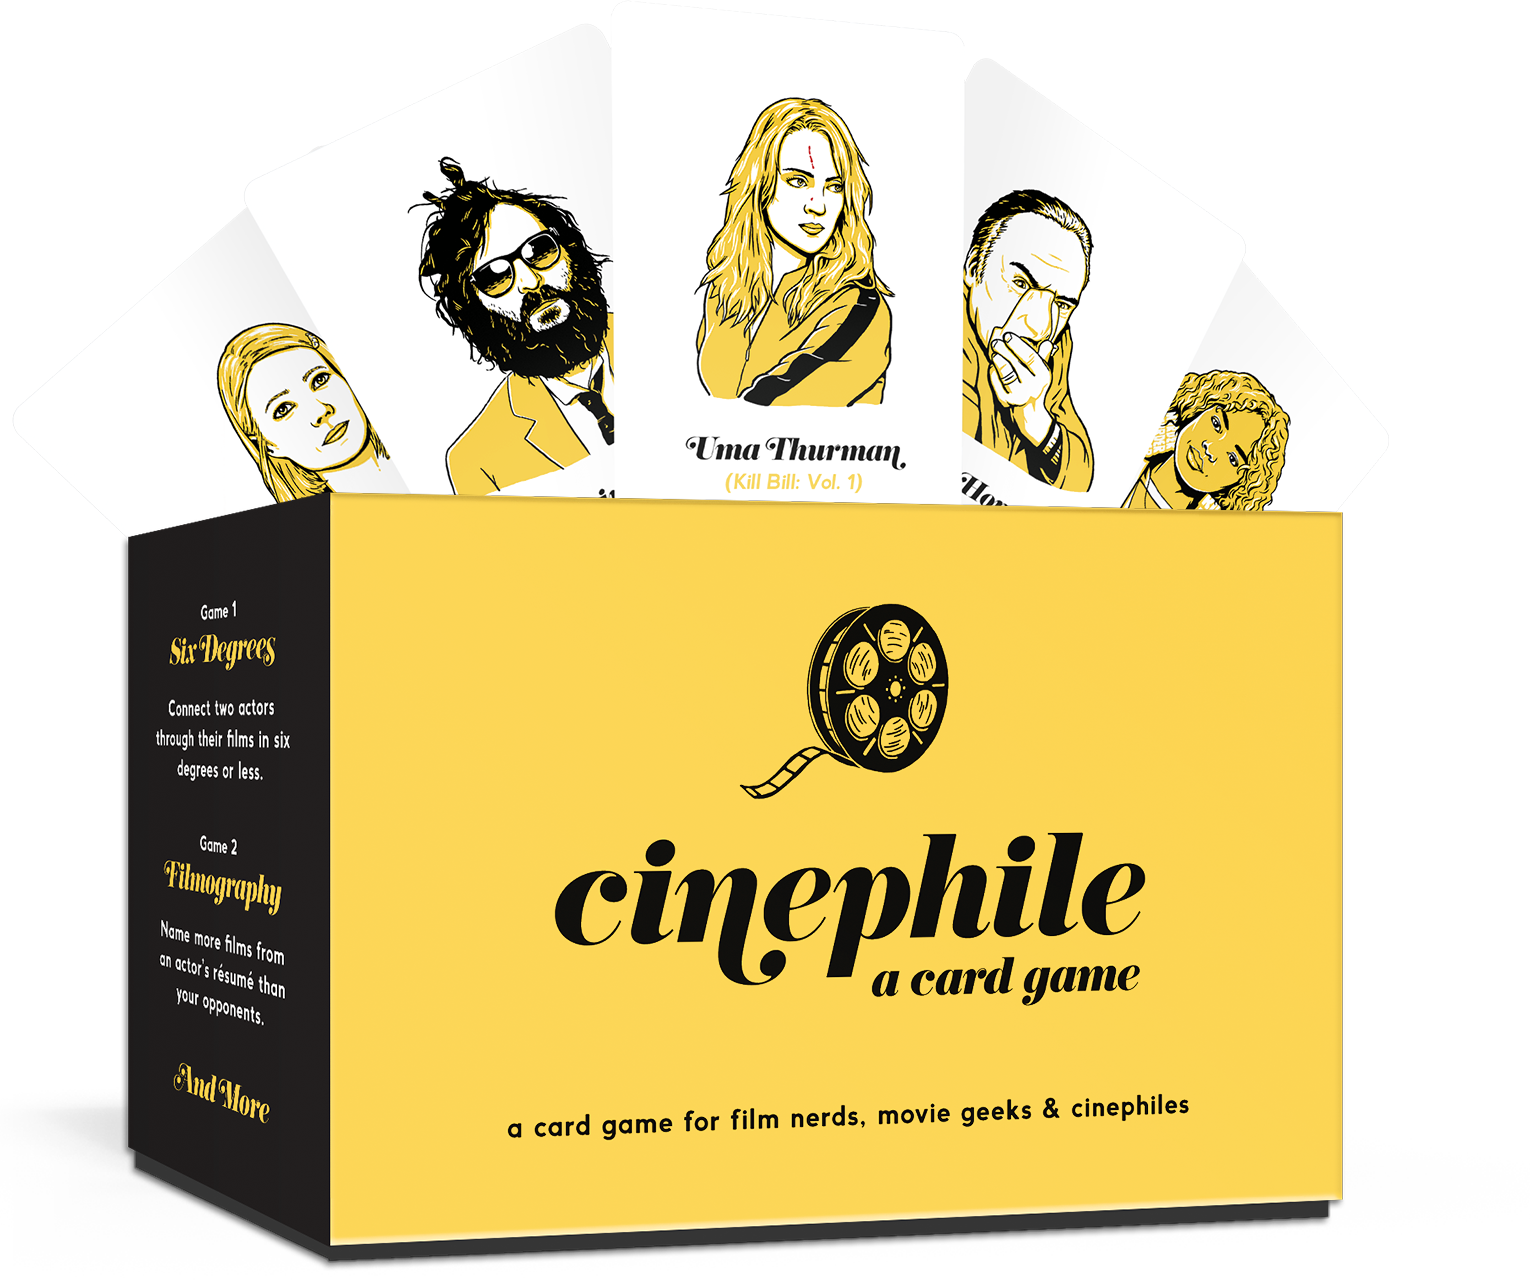 Uma Thurman
(Kill Bill: Vol. 1)
Game 1
Six Degrees
Connect two actors
through their films in six
degrees or less.
Game 2
Filmography
Name more films from
an actor's résumé than
your opponents.
And More
cinephile
a card game
a card game for film nerds, movie geeks & cinephiles